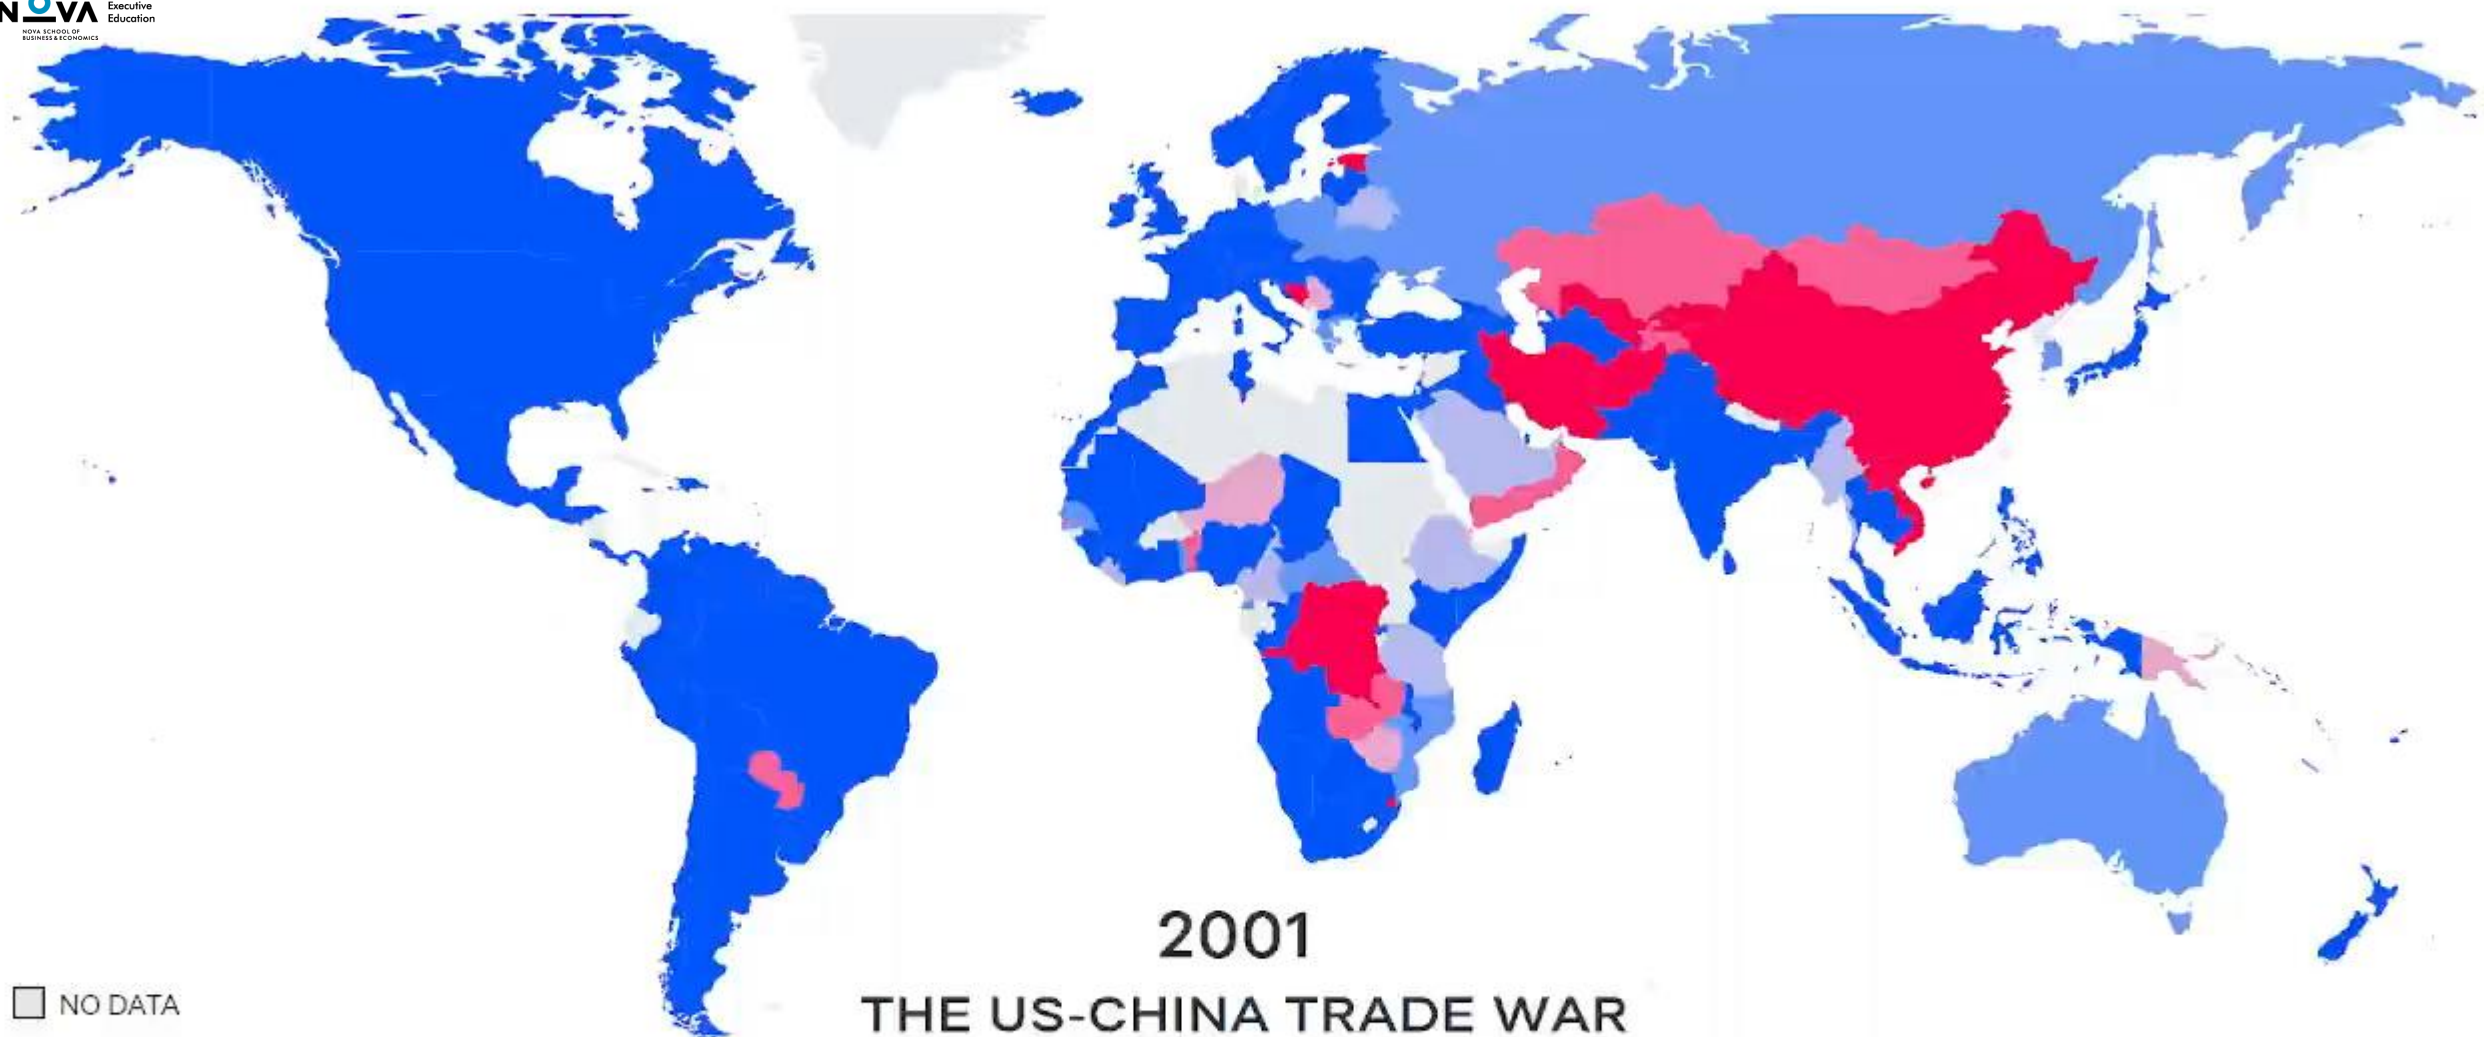 NOVA
Executive
Education
NOVA SCHOOL OF
BUSINESS & ECONOMICS
2001
NO DATA
THE US-CHINA TRADE WAR